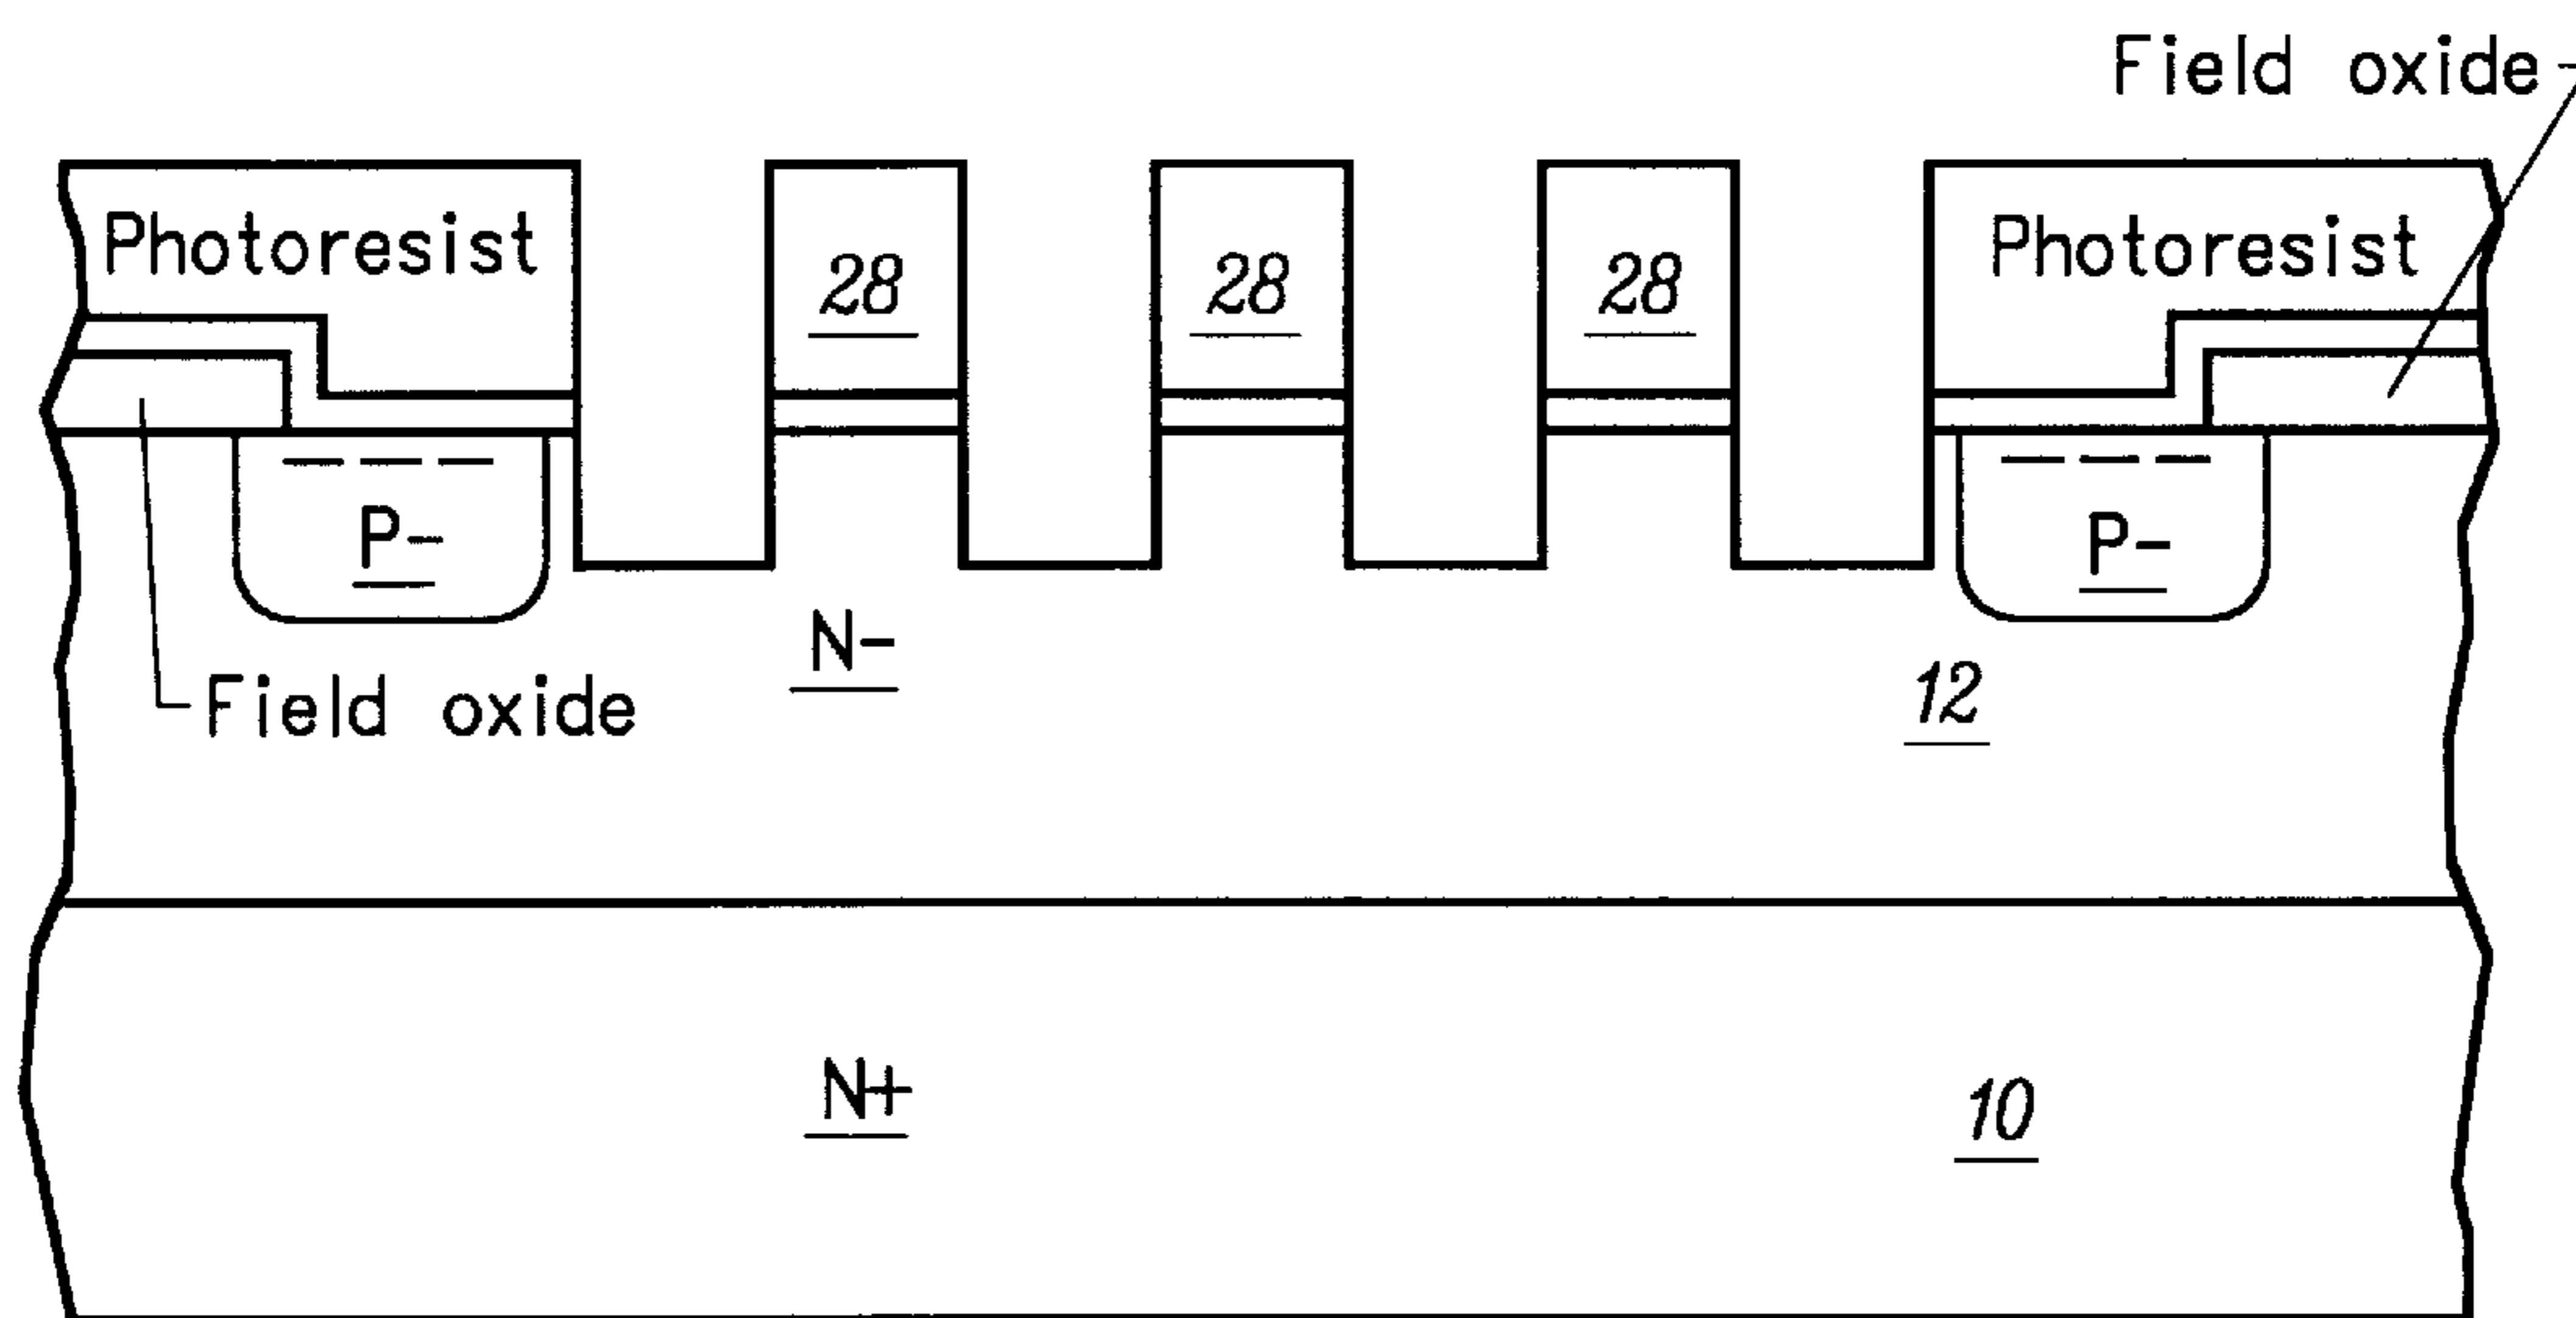 Field oxide
Photoresist
28
28
28
Photoresist
P-
P-
N-
Field oxide
12
N+
10